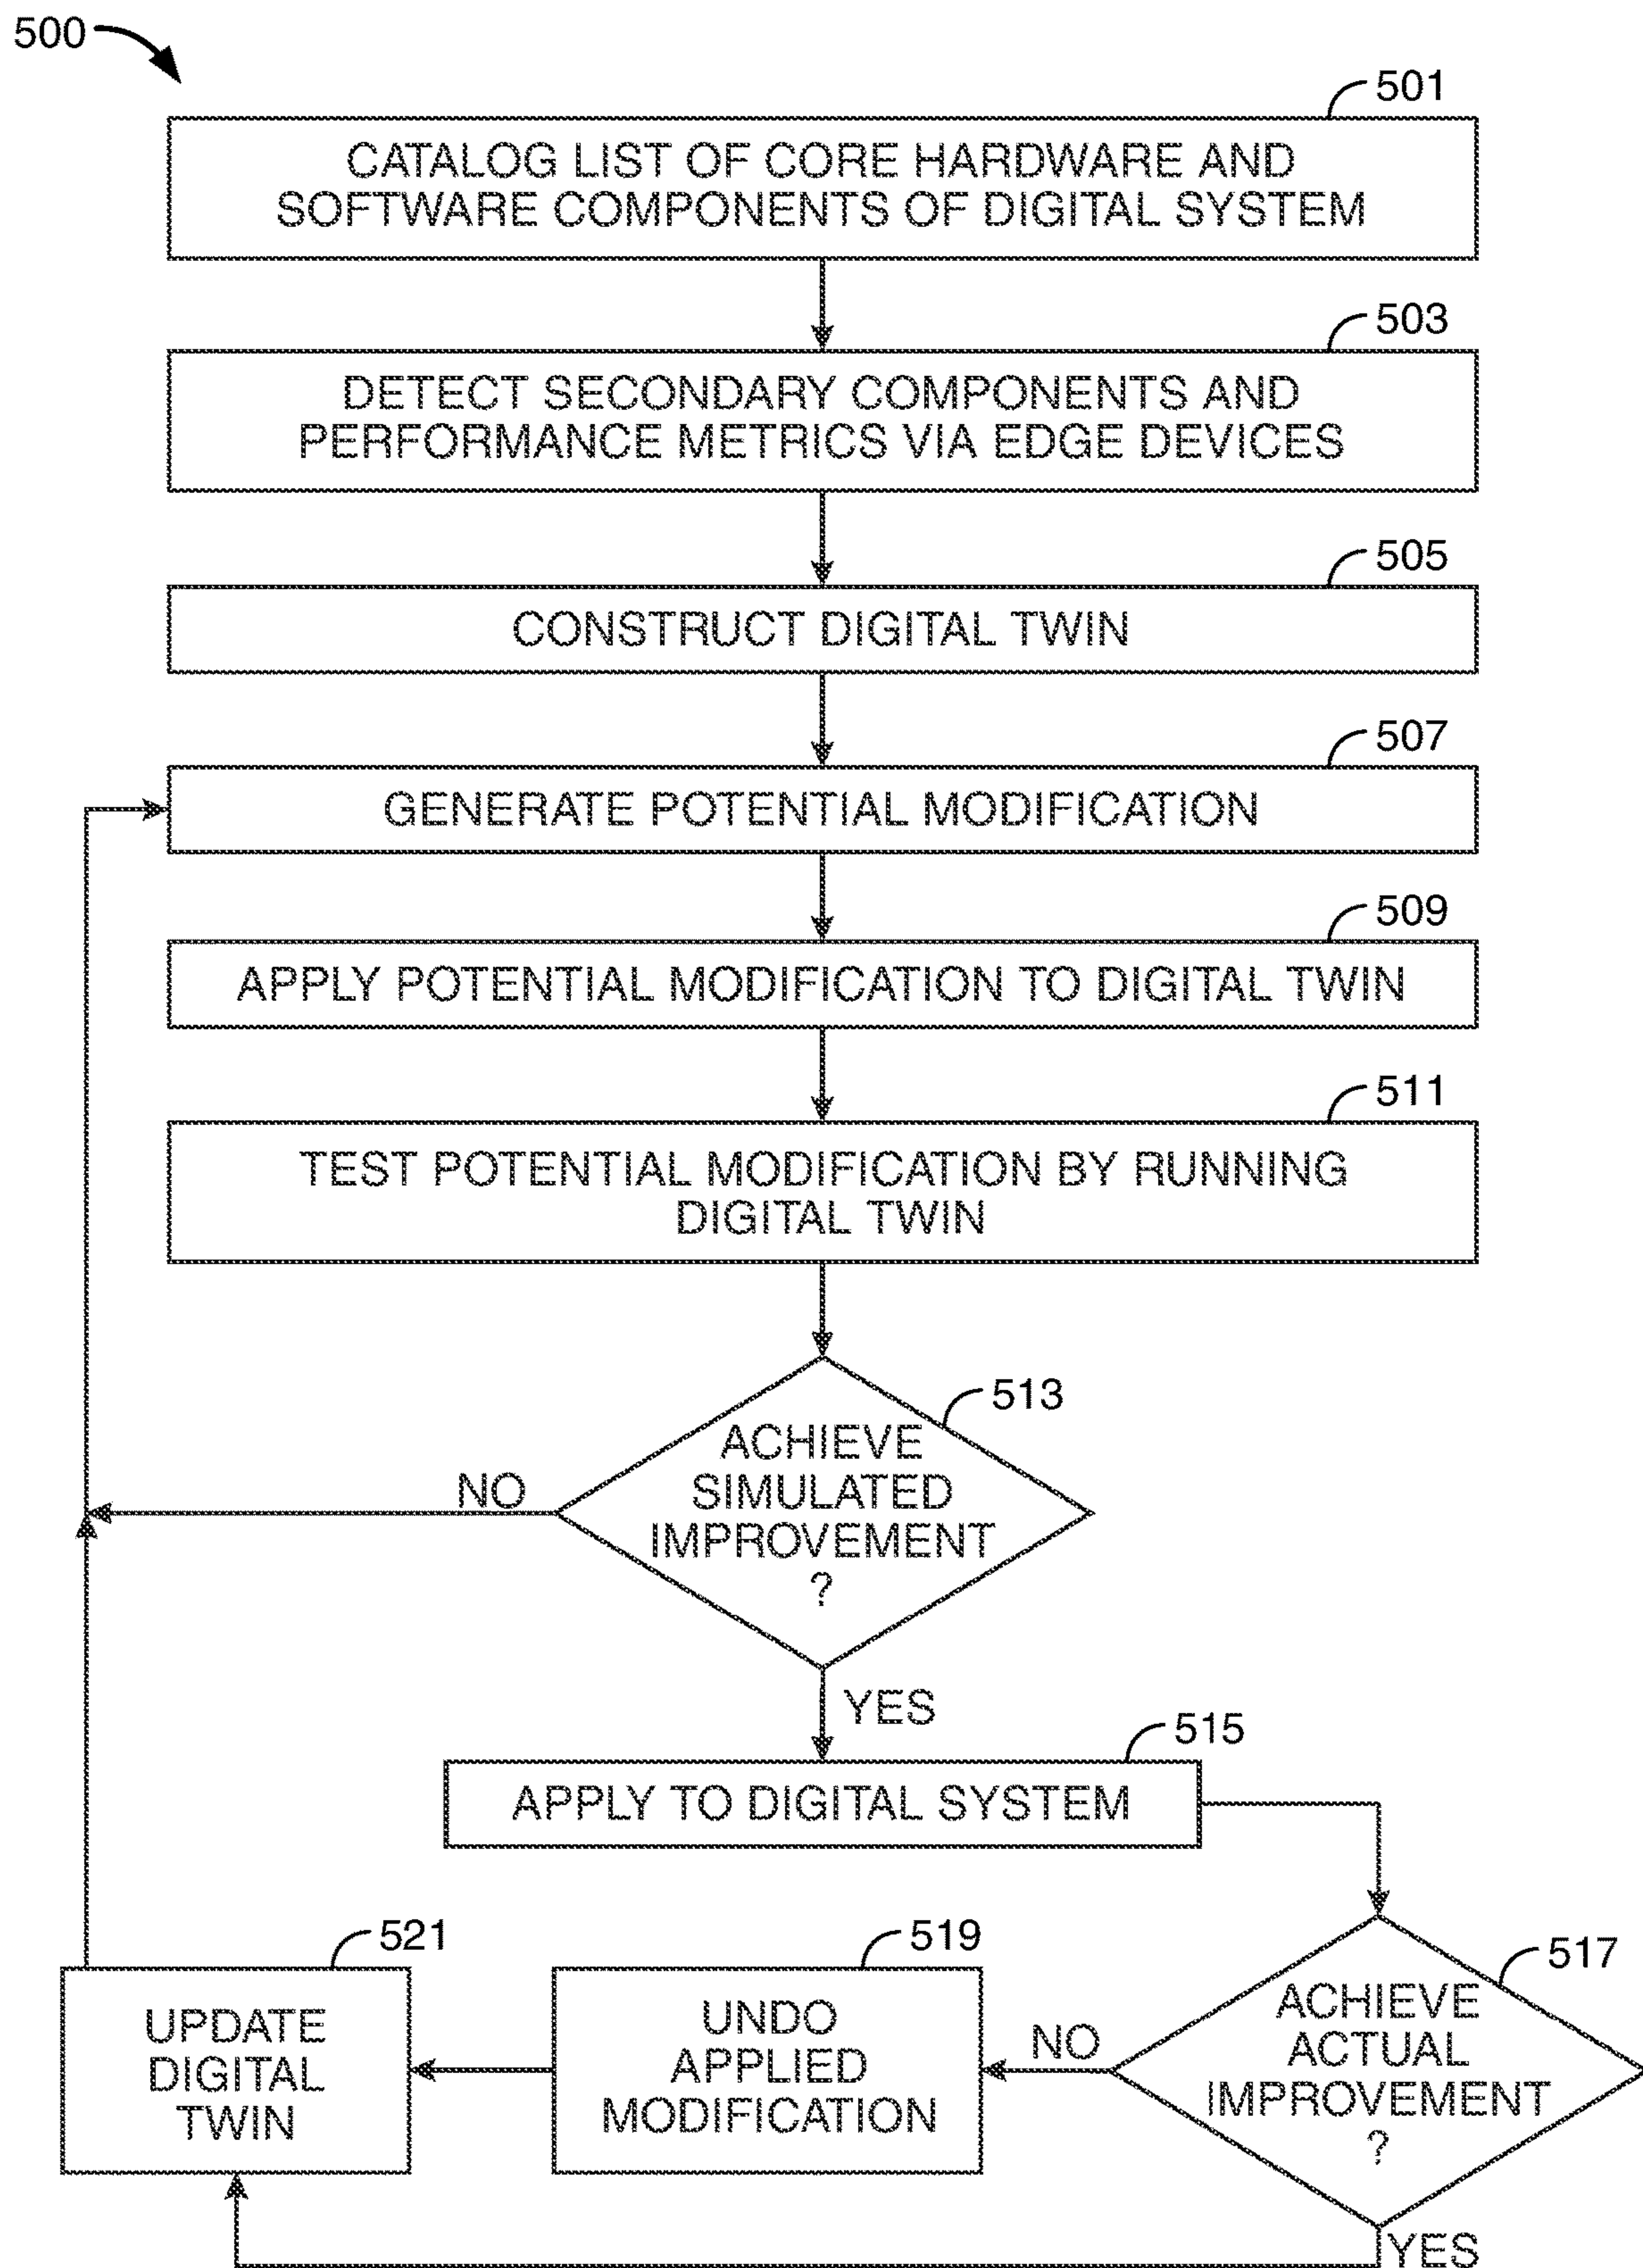 500
501
CATALOG LIST OF CORE HARDWARE AND
SOFTWARE COMPONENTS OF DIGITAL SYSTEM
503
DETECT SECONDARY COMPONENTS AND
PERFORMANCE METRICS VIA EDGE DEVICES
505
CONSTRUCT DIGITAL TWIN
507
GENERATE POTENTIAL MODIFICATION
509
APPLY POTENTIAL MODIFICATION TO DIGITAL TWIN
511
TEST POTENTIAL MODIFICATION BY RUNNING
DIGITAL TWIN
513
ACHIEVE
SIMULATED
IMPROVEMENT
?
NO
YES
515
APPLY TO DIGITAL SYSTEM
517
ACHIEVE
ACTUAL
IMPROVEMENT
?
NO
YES
519
UNDO
APPLIED
MODIFICATION
521
UPDATE
DIGITAL
TWIN